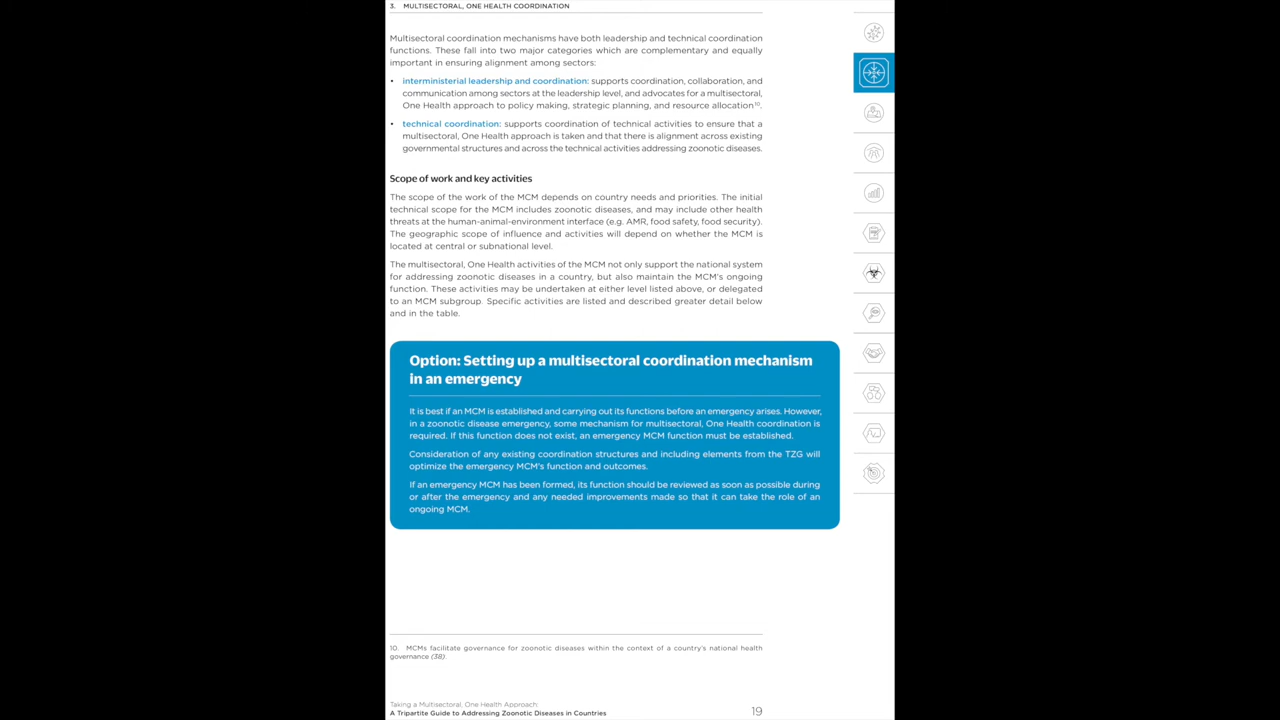 3. MULTISECTORAL, ONE HEALTH COORDINATION
Multisectoral coordination mechanisms have both leadership and technical coordination
functions. These fall into two major categories which are complementary and equally
important in ensuring alignment among sectors:
• interministerial leadership and coordination: supports coordination, collaboration, and
communication among sectors at the leadership level, and advocates for a multisectoral,
One Health approach to policy making, strategic planning, and resource allocation10.
• technical coordination: supports coordination of technical activities to ensure that a
multisectoral, One Health approach is taken and that there is alignment across existing
governmental structures and across the technical activities addressing zoonotic diseases.
Scope of work and key activities
The scope of the work of the MCM depends on country needs and priorities. The initial
technical scope for the MCM includes zoonotic diseases, and may include other health
threats at the human-animal-environment interface (e.g. AMR, food safety, food security).
The geographic scope of influence and activities will depend on whether the MCM is
located at central or subnational level.
The multisectoral, One Health activities of the MCM not only support the national system
for addressing zoonotic diseases in a country, but also maintain the MCM's ongoing
function. These activities may be undertaken at either level listed above, or delegated
to an MCM subgroup. Specific activities are listed and described greater detail below
and in the table.
Option: Setting up a multisectoral coordination mechanism
in an emergency
It is best if an MCM is established and carrying out its functions before an emergency arises. However,
in a zoonotic disease emergency, some mechanism for multisectoral, One Health coordination is
required. If this function does not exist, an emergency MCM function must be established.
Consideration of any existing coordination structures and including elements from the TZG will
optimize the emergency MCM's function and outcomes.
If an emergency MCM has been formed, its function should be reviewed as soon as possible during
or after the emergency and any needed improvements made so that it can take the role of an
ongoing MCM.
10. MCMs facilitate governance for zoonotic diseases within the context of a country's national health
governance (38).
Taking a Multisectoral, One Health Approach:
A Tripartite Guide to Addressing Zoonotic Diseases in Countries
19